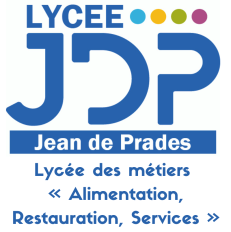 LYCEE
JDP
Jean de Prades
Lycée des métiers
« Alimentation,
Restauration, Services »